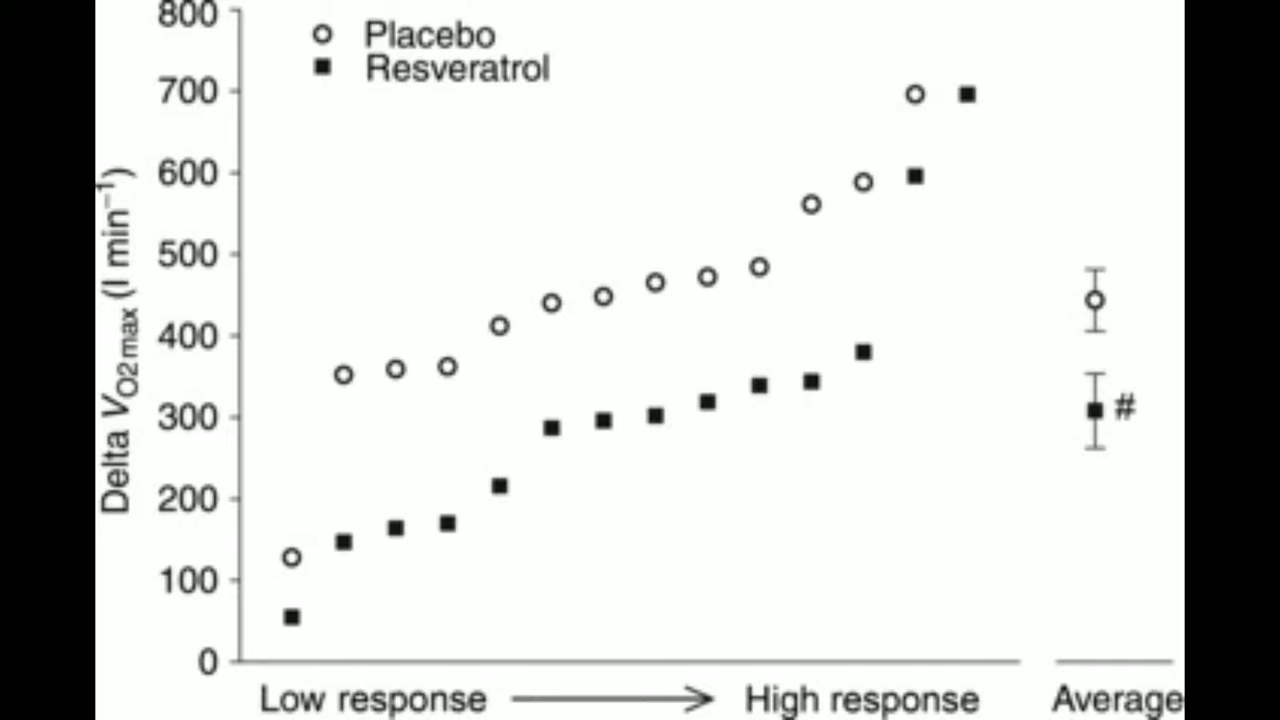 800
Placebo
Resveratrol
700
600
500
400
300
200
100
0
Delta VO2max (l min−1)
#
Low response
High response
Average